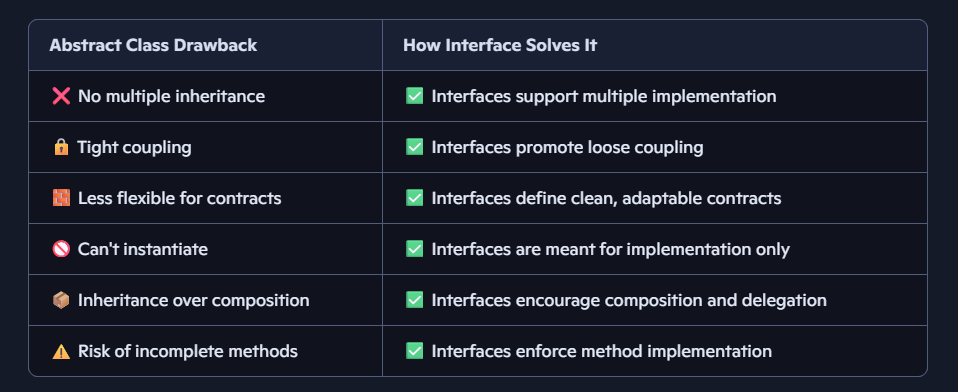 Abstract Class Drawback
How Interface Solves It
❌ No multiple inheritance
✅ Interfaces support multiple implementation
🔒 Tight coupling
✅ Interfaces promote loose coupling
🧱 Less flexible for contracts
✅ Interfaces define clean, adaptable contracts
🚫 Can't instantiate
✅ Interfaces are meant for implementation only
📦 Inheritance over composition
✅ Interfaces encourage composition and delegation
⚠️ Risk of incomplete methods
✅ Interfaces enforce method implementation